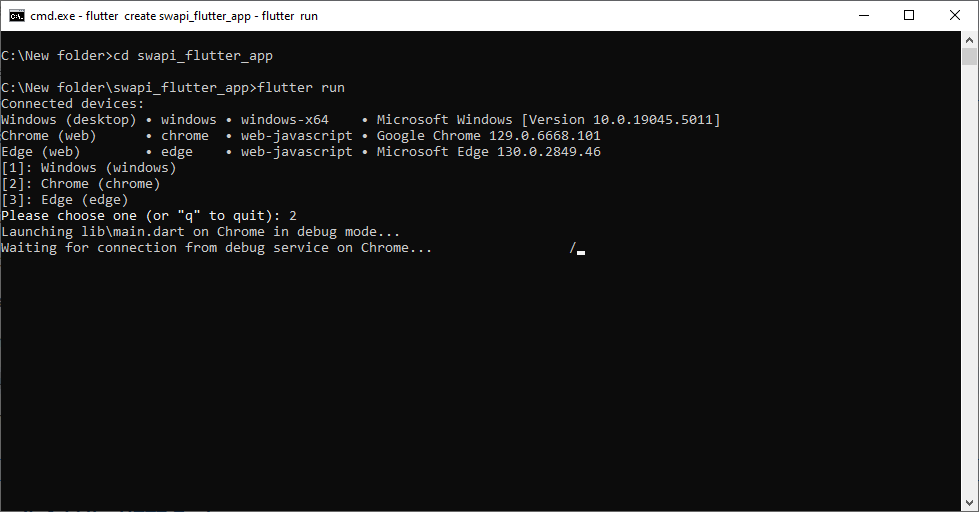 cmd.exe - flutter  create swapi_flutter_app - flutter  run
C:\New folder>cd swapi_flutter_app
C:\New folder\swapi_flutter_app>flutter run
Connected devices:
Windows (desktop) • windows • windows-x64    • Microsoft Windows [Version 10.0.19045.5011]
Chrome (web)      • chrome  • web-javascript • Google Chrome 129.0.6668.101
Edge (web)        • edge    • web-javascript • Microsoft Edge 130.0.2849.46
[1]: Windows (windows)
[2]: Chrome (chrome)
[3]: Edge (edge)
Please choose one (or "q" to quit): 2
Launching lib\main.dart on Chrome in debug mode...
Waiting for connection from debug service on Chrome...                 /